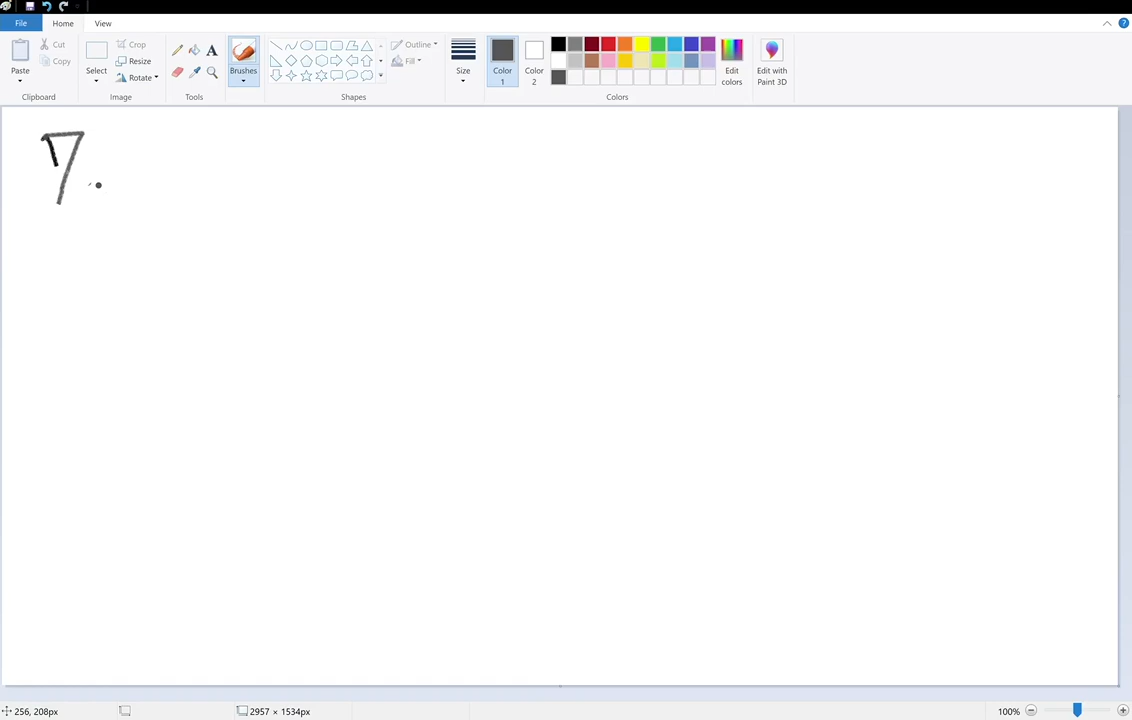 File Home View
Paste Cut Copy Clipboard
Select Crop Resize Rotate Image
Tools
Brushes
Outline Fill Shapes
Size
Color 1
Color 2
Colors
Edit colors
Edit with Paint 3D
7.
256, 208px
2957 × 1534px
100%